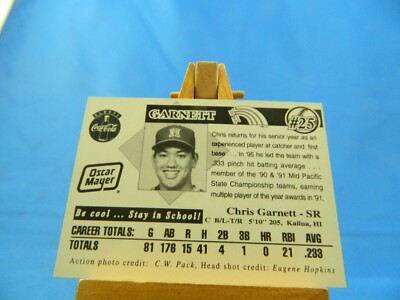 CLASSIC
Coca-Cola
GARNETT
#25
Chris returns for his senior year as an
experienced player at catcher and first
base . . . In '95 he led the team with a
.333 pinch hit batting average . . .
member of the '90 & '91 Mid Pacific
State Championship teams, earning
multiple player of the year awards in '91.
Oscar
Mayer
Be cool ... Stay in School!
Chris Garnett - SR
C B/L-T/R 5'10" 205, Kailua, HI
CAREER TOTALS: G AB R H 2B 3B HR RBI AVG
TOTALS 81 176 15 41 4 1 0 21 .233
Action photo credit: C.W. Pack, Head shot credit: Eugene Hopkins